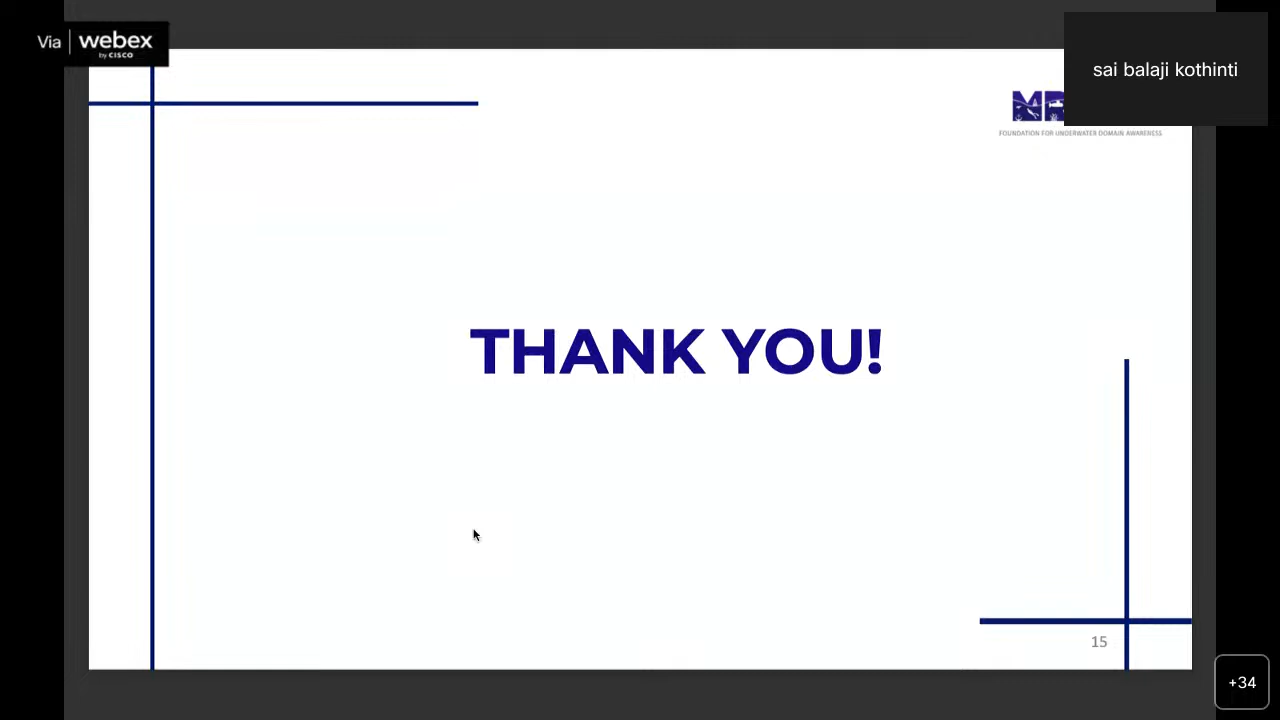 Via webex
by CISCO
sai balaji kothinti
FOUNDATION FOR UNDERWATER DOMAIN AWARENESS
THANK YOU!
15
+34